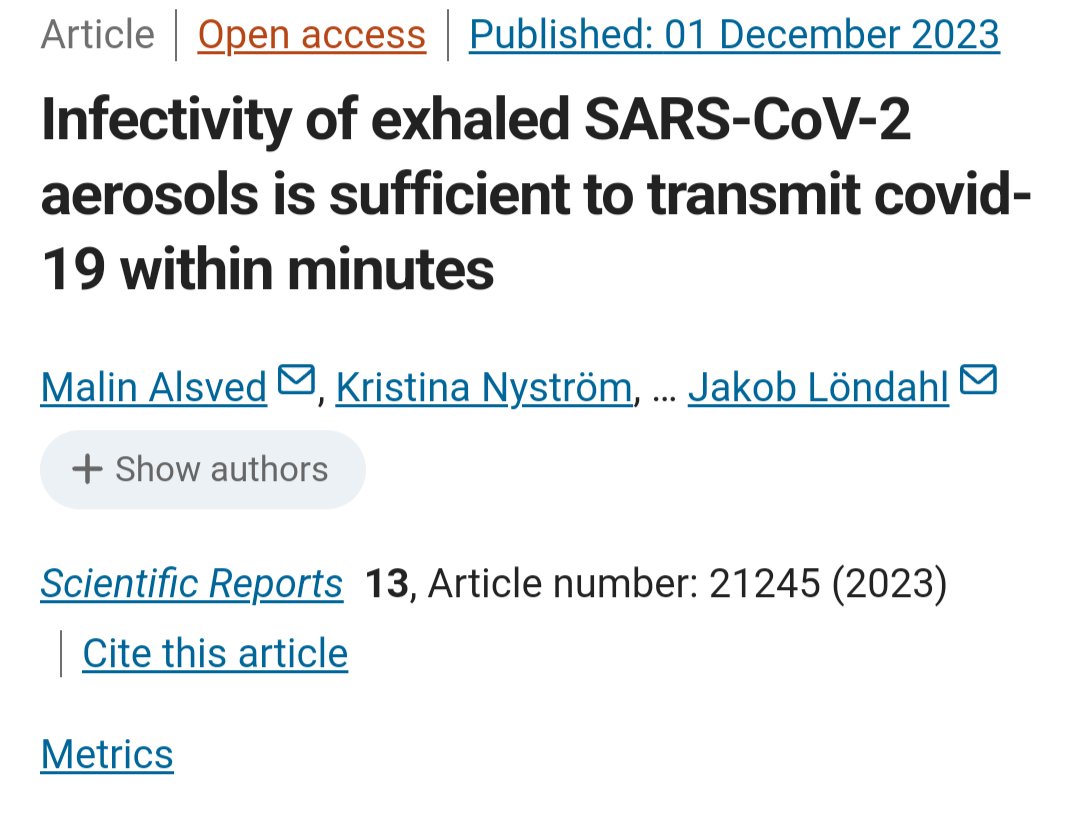 Article | Open access | Published: 01 December 2023
Infectivity of exhaled SARS-CoV-2
aerosols is sufficient to transmit covid-
19 within minutes
Malin Alsved, Kristina Nyström, ... Jakob Löndahl
+ Show authors
Scientific Reports 13, Article number: 21245 (2023)
| Cite this article
Metrics